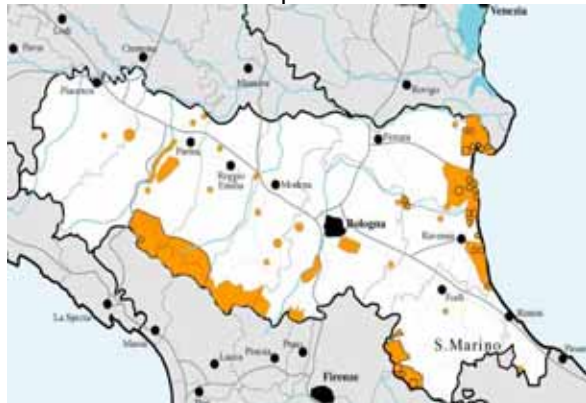 Venezia
Lodi
Pavia
Cremona
Mantova
Rovigo
Piacenza
Ferrara
Parma
Reggio
Emilia
Modena
Bologna
Ravenna
Forlì
La Spezia
Rimini
Massa
S. Marino
Lucca
Pistoia
Prato
Firenze